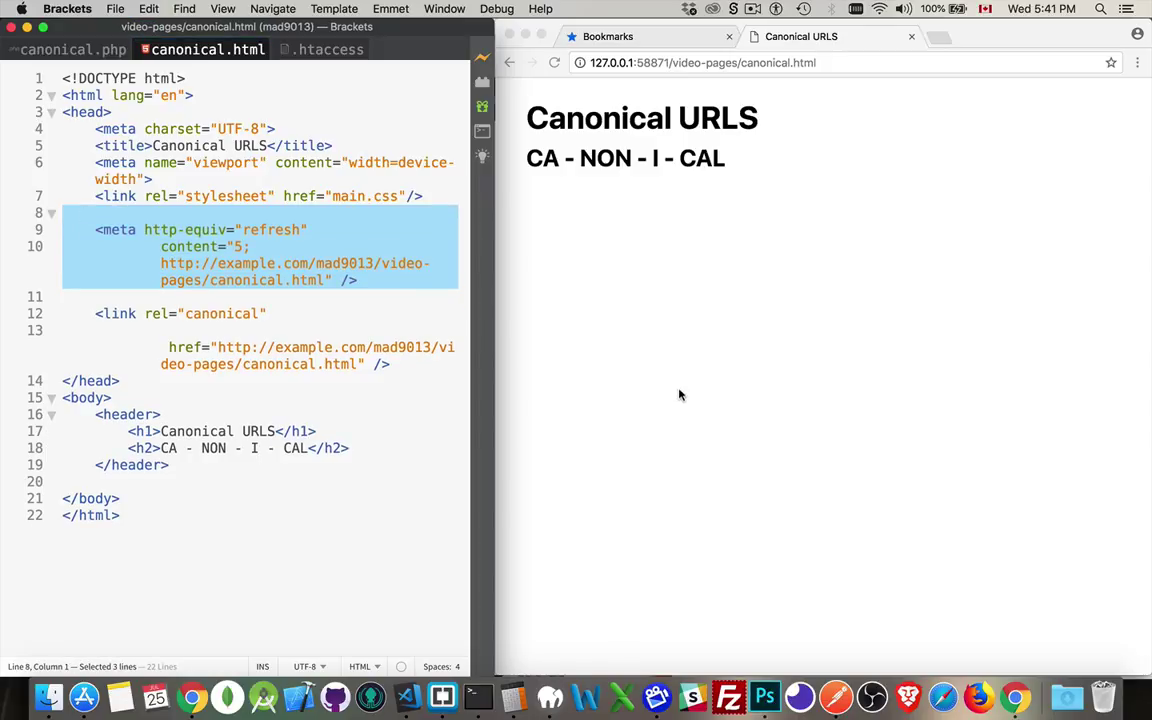 Brackets File Edit Find View Navigate Template Emmet Window Debug Help 100% Wed 5:41 PM
video-pages/canonical.html (mad9013) — Brackets
canonical.php canonical.html .htaccess
1 <!DOCTYPE html>
2 <html lang="en">
3 <head>
4 <meta charset="UTF-8">
5 <title>Canonical URLS</title>
6 <meta name="viewport" content="width=device-
width">
7 <link rel="stylesheet" href="main.css"/>
8
9 <meta http-equiv="refresh"
10 content="5;
http://example.com/mad9013/video-
pages/canonical.html" />
11
12 <link rel="canonical"
13
href="http://example.com/mad9013/vi
deo-pages/canonical.html" />
14 </head>
15 <body>
16 <header>
17 <h1>Canonical URLS</h1>
18 <h2>CA - NON - I - CAL</h2>
19 </header>
20
21 </body>
22 </html>
Line 8, Column 1 — Selected 3 lines — 22 Lines INS UTF-8 HTML Spaces: 4
Bookmarks Canonical URLS
127.0.0.1:58871/video-pages/canonical.html
Canonical URLS
CA - NON - I - CAL
JUL
25